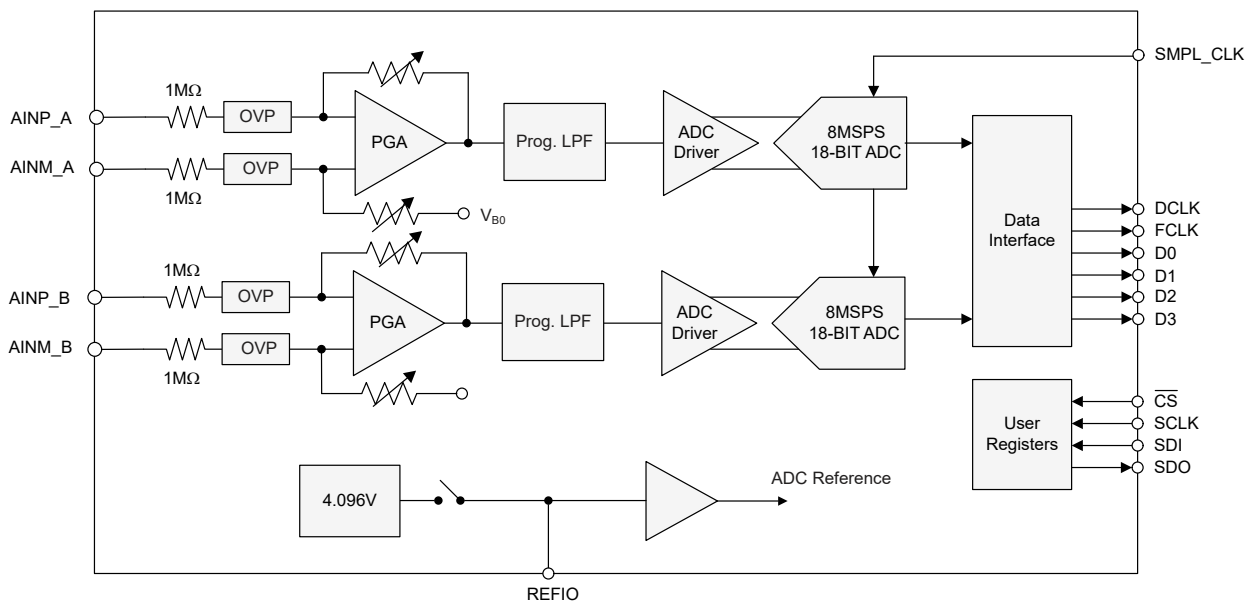 SMPL_CLK
1MΩ
AINP_A
OVP
PGA
Prog. LPF
ADC
Driver
8MSPS
18-BIT ADC
AINM_A
OVP
1MΩ
V_B0
Data
Interface
DCLK
FCLK
D0
D1
D2
D3
1MΩ
AINP_B
OVP
PGA
Prog. LPF
ADC
Driver
8MSPS
18-BIT ADC
AINM_B
OVP
1MΩ
User
Registers
C̅S̅
SCLK
SDI
SDO
4.096V
ADC Reference
REFIO